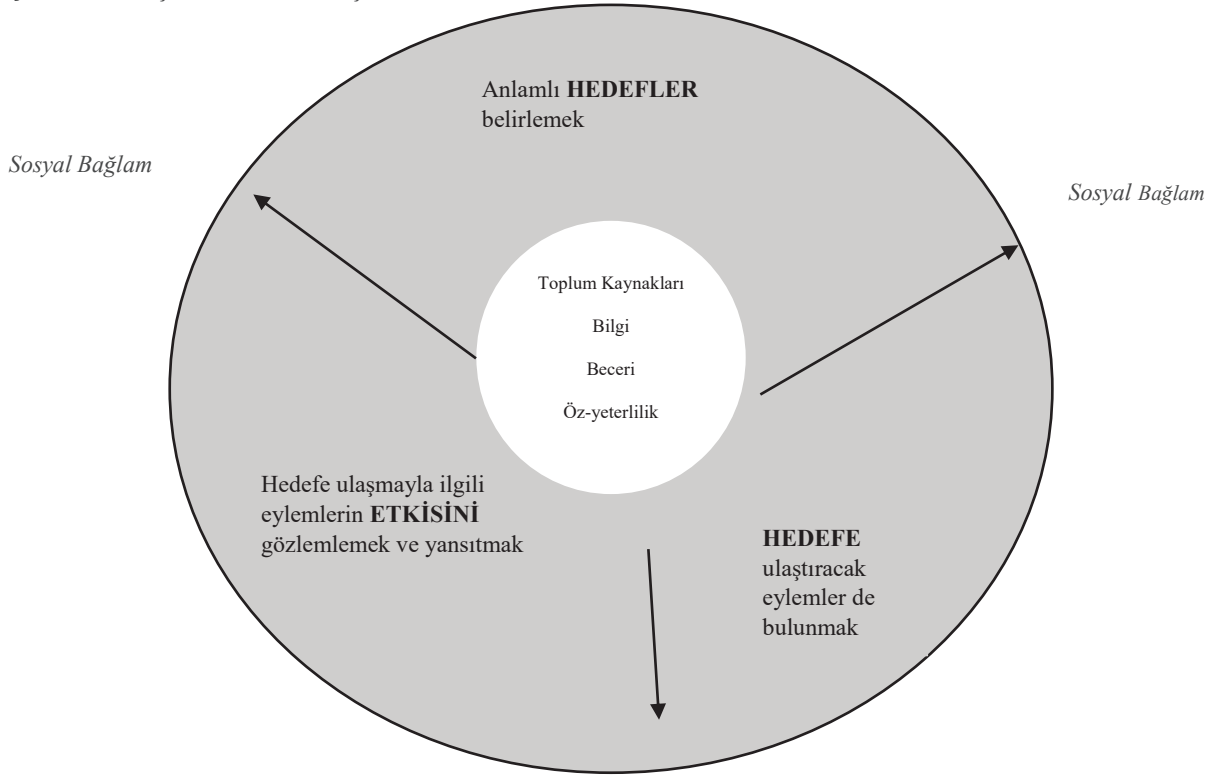 Anlamlı HEDEFLER
belirlemek
Sosyal Bağlam
Sosyal Bağlam
Toplum Kaynakları
Bilgi
Beceri
Öz-yeterlilik
Hedefe ulaşmayla ilgili
eylemlerin ETKİSİNİ
gözlemlemek ve yansıtmak
HEDEFE
ulaştıracak
eylemler de
bulunmak